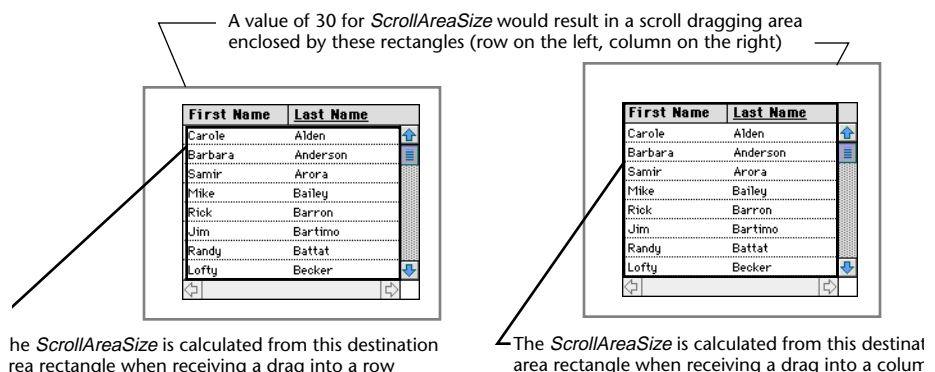 A value of 30 for ScrollAreaSize would result in a scroll dragging area
enclosed by these rectangles (row on the left, column on the right)
First Name Last Name
Carole Alden
Barbara Anderson
Samir Arora
Mike Bailey
Rick Barron
Jim Bartimo
Randy Battat
Lofty Becker
First Name Last Name
Carole Alden
Barbara Anderson
Samir Arora
Mike Bailey
Rick Barron
Jim Bartimo
Randy Battat
Lofty Becker
he ScrollAreaSize is calculated from this destination
rea rectangle when receiving a drag into a row
The ScrollAreaSize is calculated from this destinat
area rectangle when receiving a drag into a colum